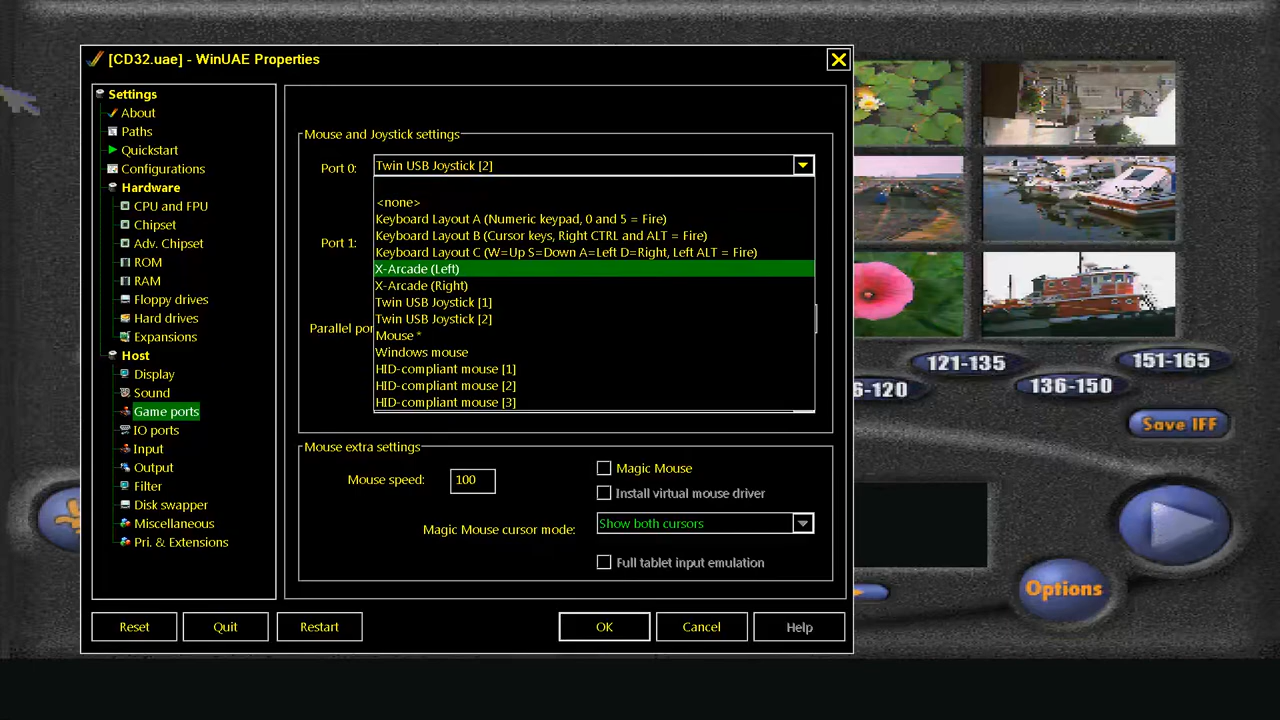 [CD32.uae] - WinUAE Properties
Settings
About
Paths
Quickstart
Configurations
Hardware
CPU and FPU
Chipset
Adv. Chipset
ROM
RAM
Floppy drives
Hard drives
Expansions
Host
Display
Sound
Game ports
IO ports
Input
Output
Filter
Disk swapper
Miscellaneous
Pri. & Extensions
Mouse and Joystick settings
Port 0:
Twin USB Joystick [2]
<none>
Keyboard Layout A (Numeric keypad, 0 and 5 = Fire)
Keyboard Layout B (Cursor keys, Right CTRL and ALT = Fire)
Keyboard Layout C (W=Up S=Down A=Left D=Right, Left ALT = Fire)
X-Arcade (Left)
X-Arcade (Right)
Twin USB Joystick [1]
Twin USB Joystick [2]
Mouse *
Windows mouse
HID-compliant mouse [1]
HID-compliant mouse [2]
HID-compliant mouse [3]
Port 1:
Parallel por
Mouse extra settings
Mouse speed:
100
Magic Mouse
Install virtual mouse driver
Magic Mouse cursor mode:
Show both cursors
Full tablet input emulation
Reset
Quit
Restart
OK
Cancel
Help
6-120
121-135
136-150
151-165
Save IFF
Options